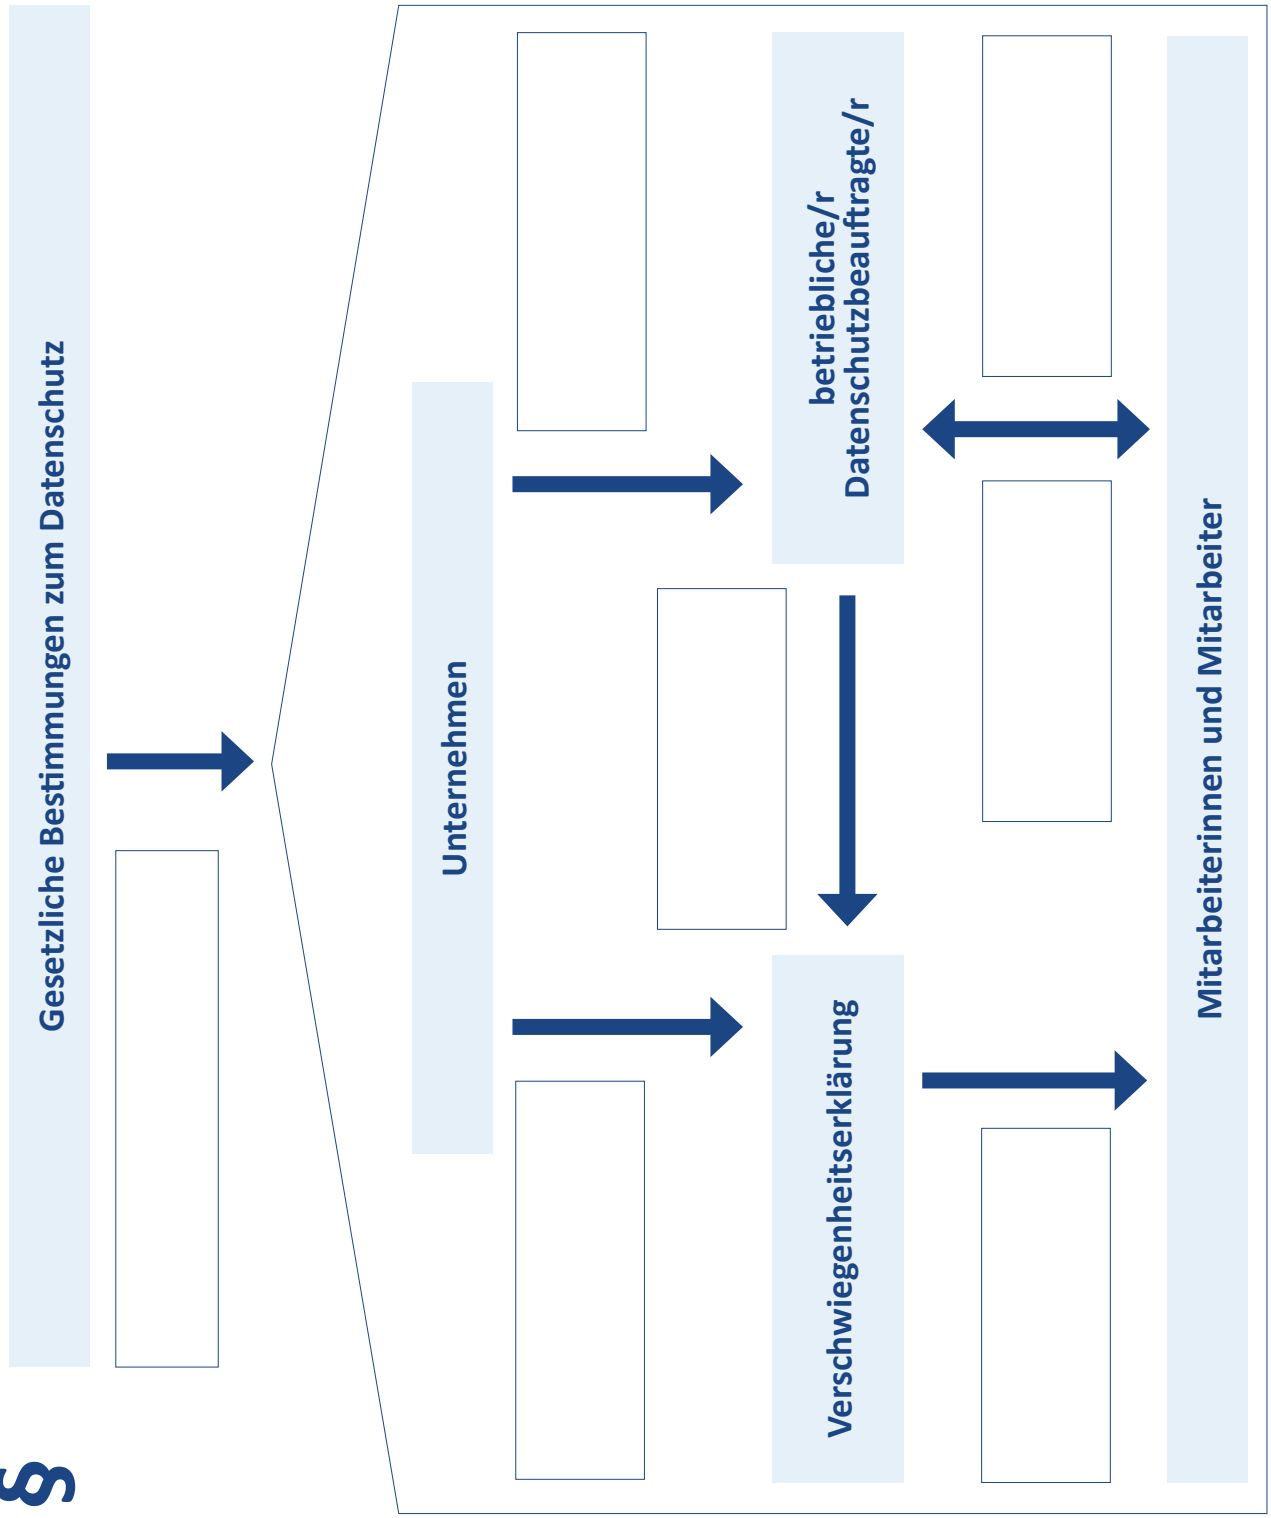 §
Gesetzliche Bestimmungen zum Datenschutz
Unternehmen
Verschwiegenheitserklärung
betriebliche/r
Datenschutzbeauftragte/r
Mitarbeiterinnen und Mitarbeiter